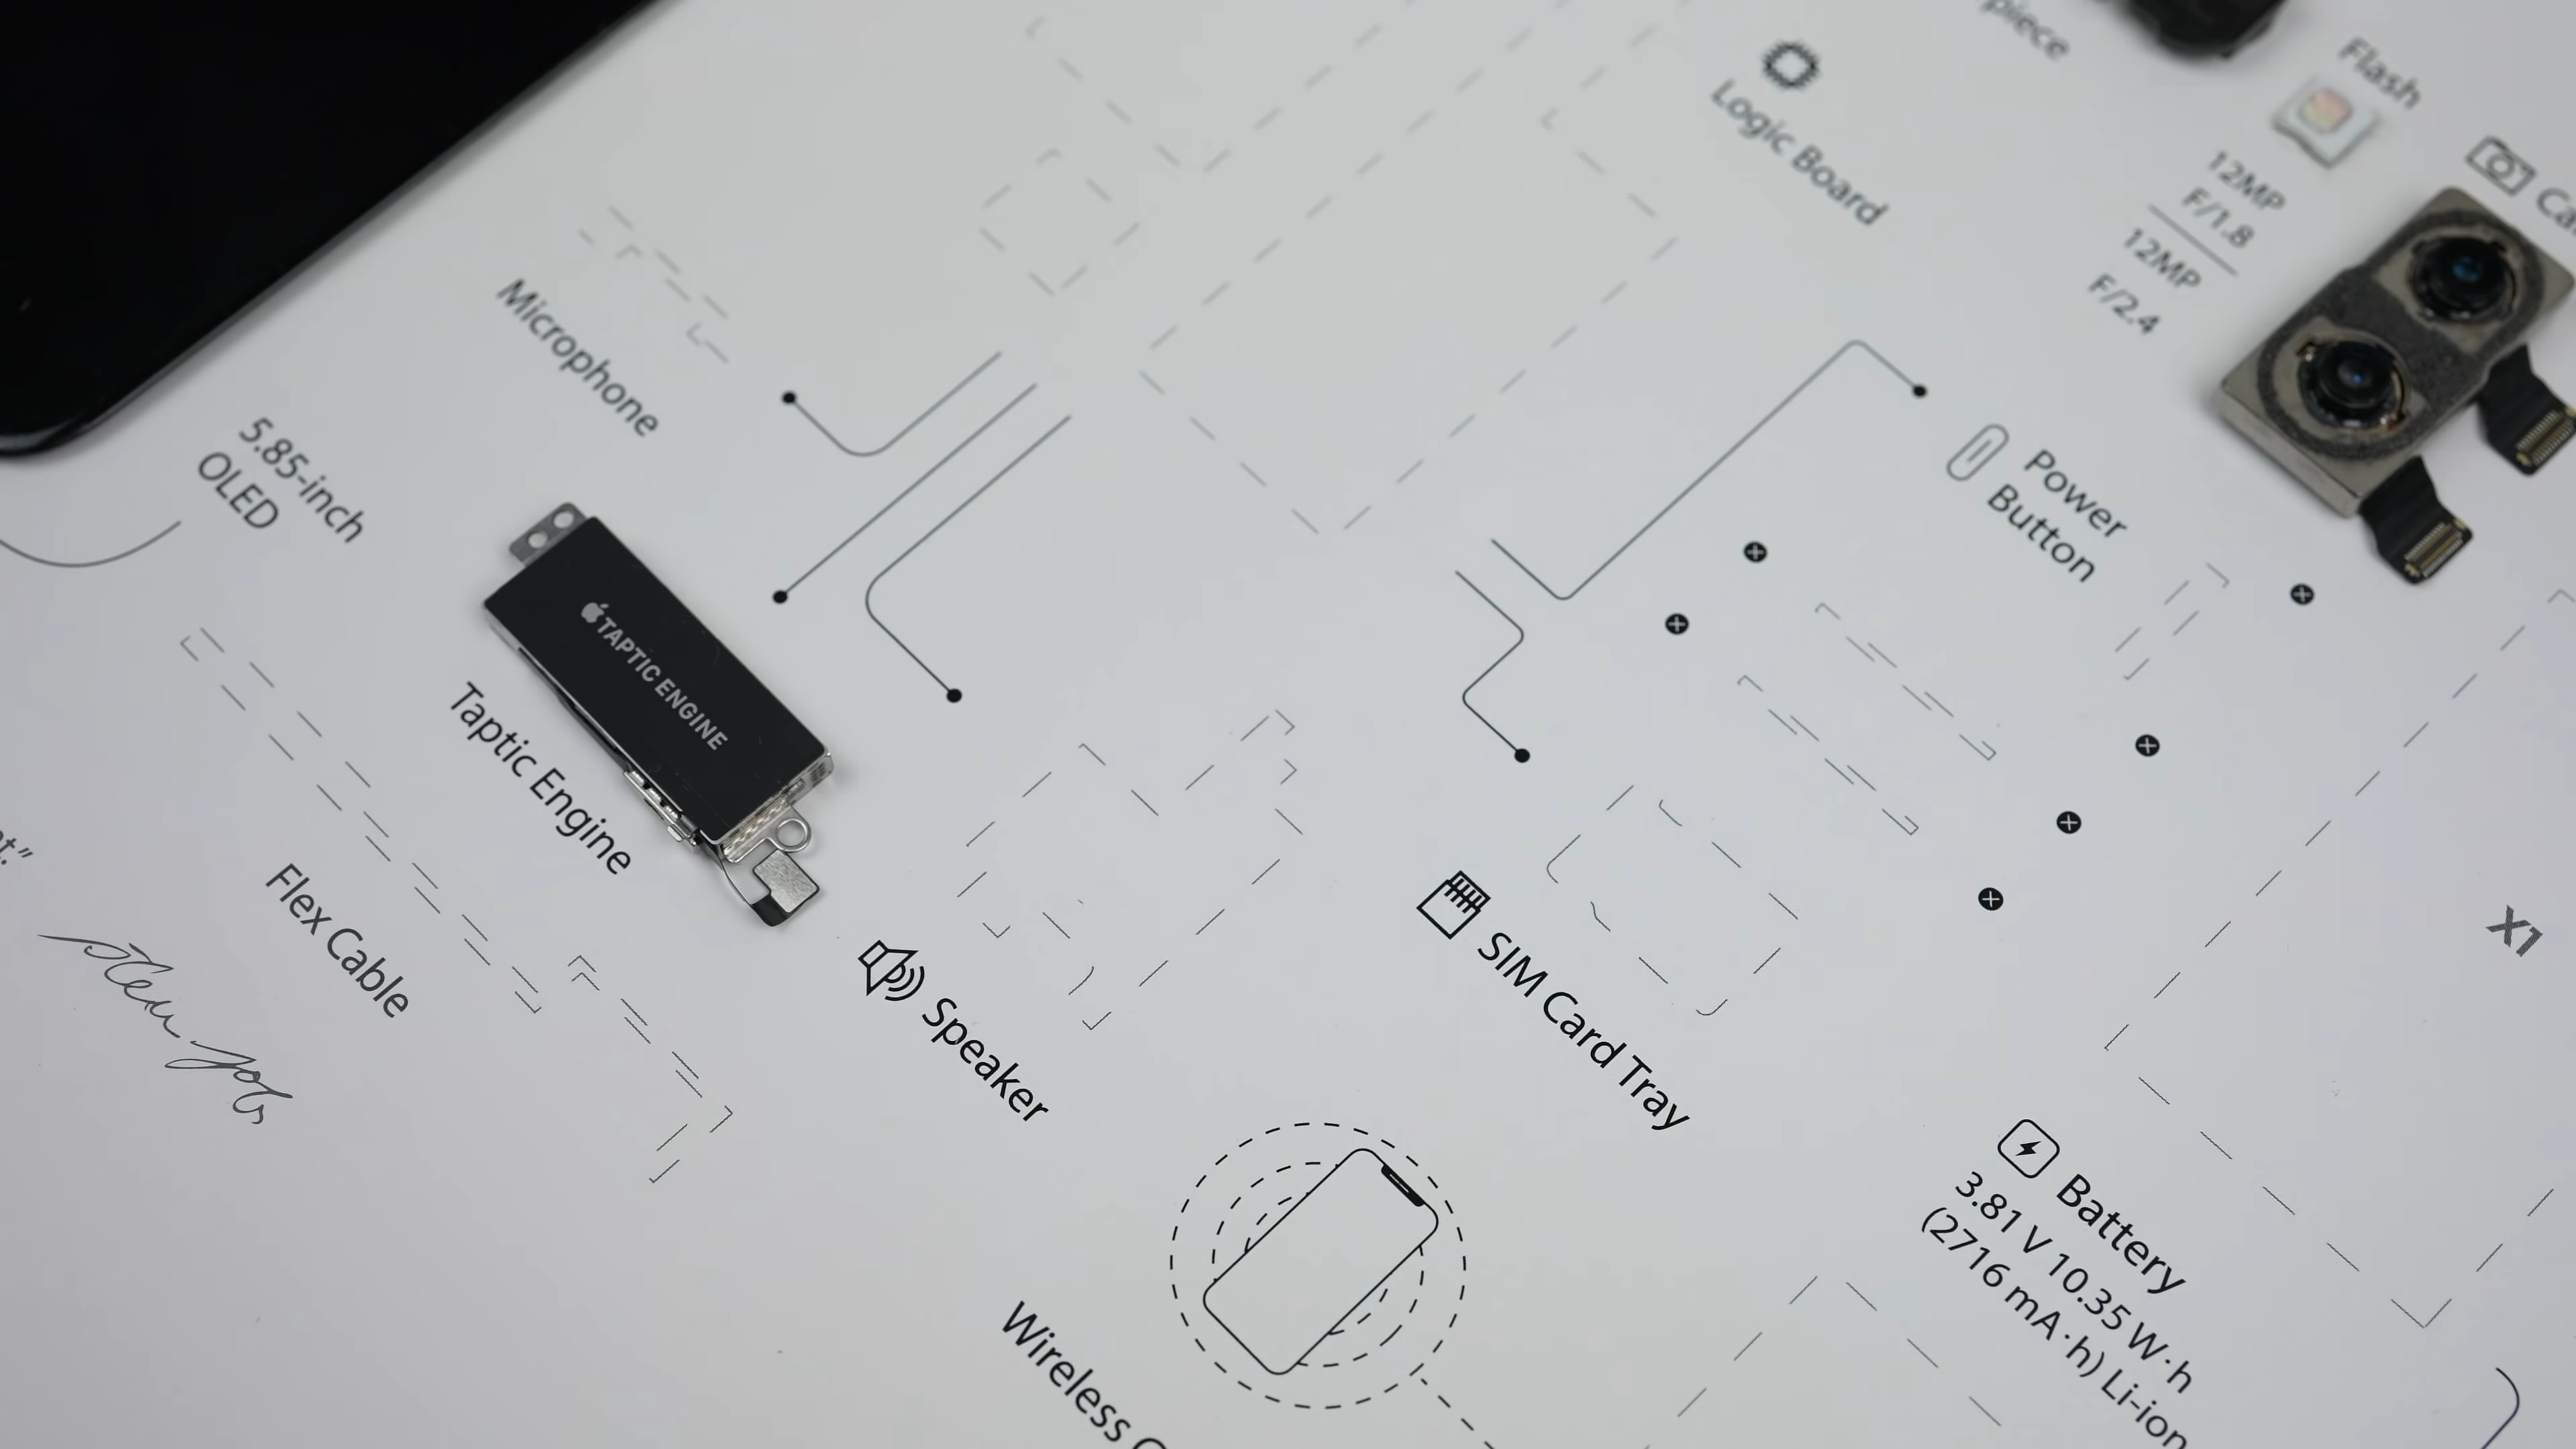 piece
Flash
12MP
F/1.8
12MP
F/2.4
Logic Board
Microphone
5.85-inch
OLED
Power
Button
TAPTIC ENGINE
Taptic Engine
Flex Cable
Speaker
SIM Card Tray
X1
Battery
3.81 V 10.35 W·h
(2716 mA·h) Li-ion
Wireless